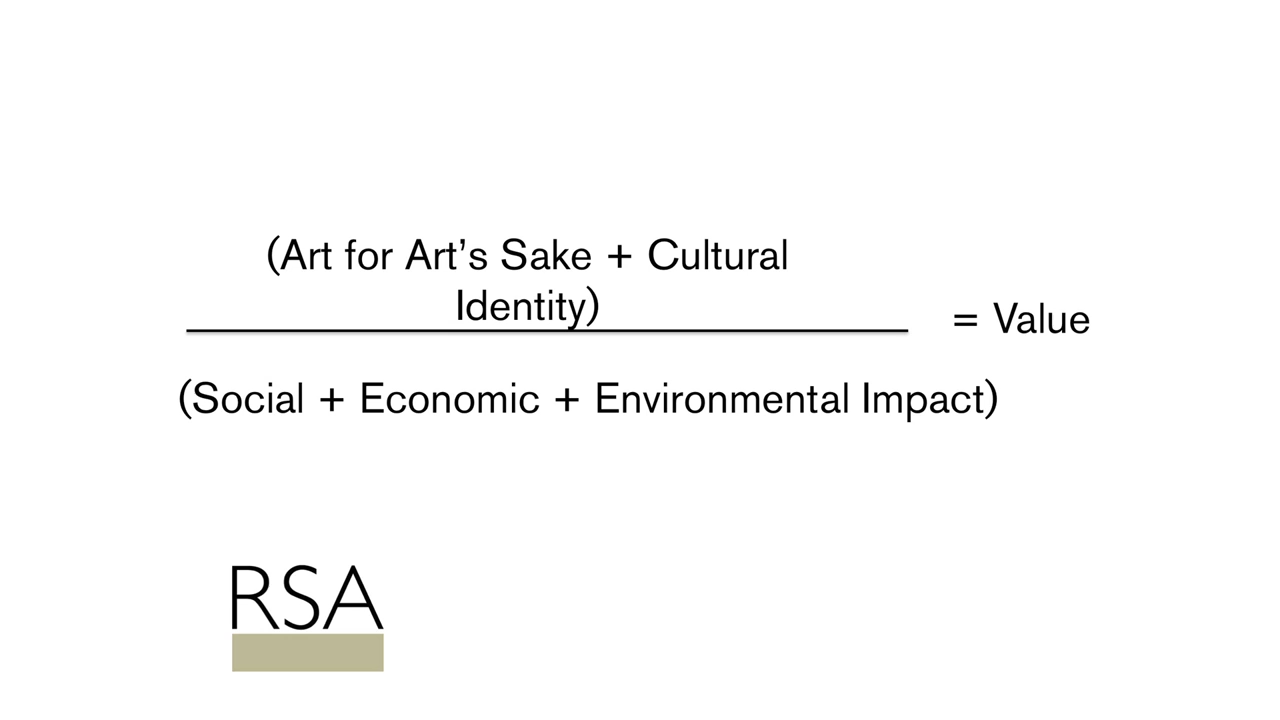 (Art for Art’s Sake + Cultural
Identity)
= Value
(Social + Economic + Environmental Impact)
RSA